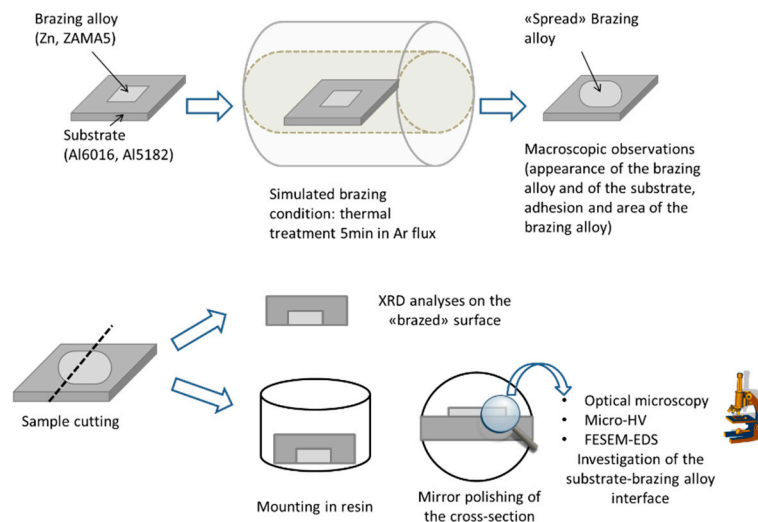 Brazing alloy
(Zn, ZAMA5)
Substrate
(Al6016, Al5182)
Simulated brazing
condition: thermal
treatment 5min in Ar flux
«Spread» Brazing
alloy
Macroscopic observations
(appearance of the brazing
alloy and of the substrate,
adhesion and area of the
brazing alloy)
Sample cutting
XRD analyses on the
«brazed» surface
Mounting in resin
Mirror polishing of
the cross-section
• Optical microscopy
• Micro-HV
• FESEM-EDS
Investigation of the
substrate-brazing alloy
interface